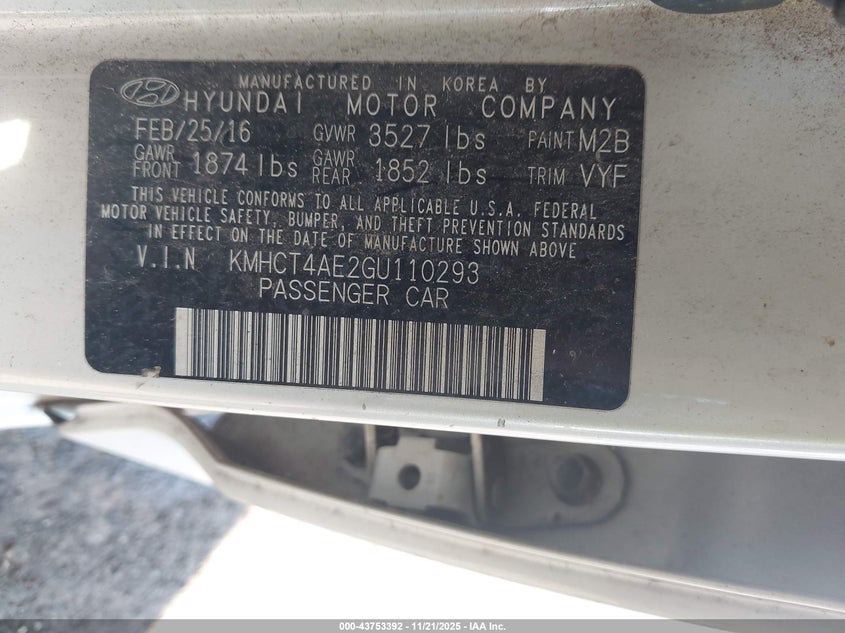 MANUFACTURED IN KOREA BY
HYUNDAI MOTOR COMPANY
FEB/25/16 GVWR 3527 lbs PAINT M2B
GAWR FRONT 1874 lbs GAWR REAR 1852 lbs TRIM VYF
THIS VEHICLE CONFORMS TO ALL APPLICABLE U.S.A. FEDERAL
MOTOR VEHICLE SAFETY, BUMPER, AND THEFT PREVENTION STANDARDS
IN EFFECT ON THE DATE OF MANUFACTURE SHOWN ABOVE
V.I.N KMHCT4AE2GU110293
PASSENGER CAR
000-43753392 - 11/21/2025 - IAA Inc.